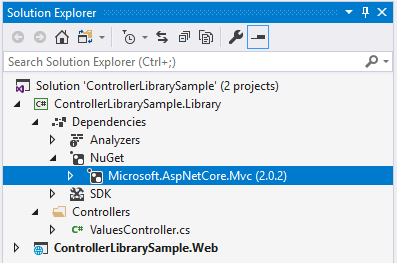 Solution Explorer
Search Solution Explorer (Ctrl+;)
Solution 'ControllerLibrarySample' (2 projects)
C# ControllerLibrarySample.Library
Dependencies
Analyzers
NuGet
Microsoft.AspNetCore.Mvc (2.0.2)
SDK
Controllers
C# ValuesController.cs
ControllerLibrarySample.Web